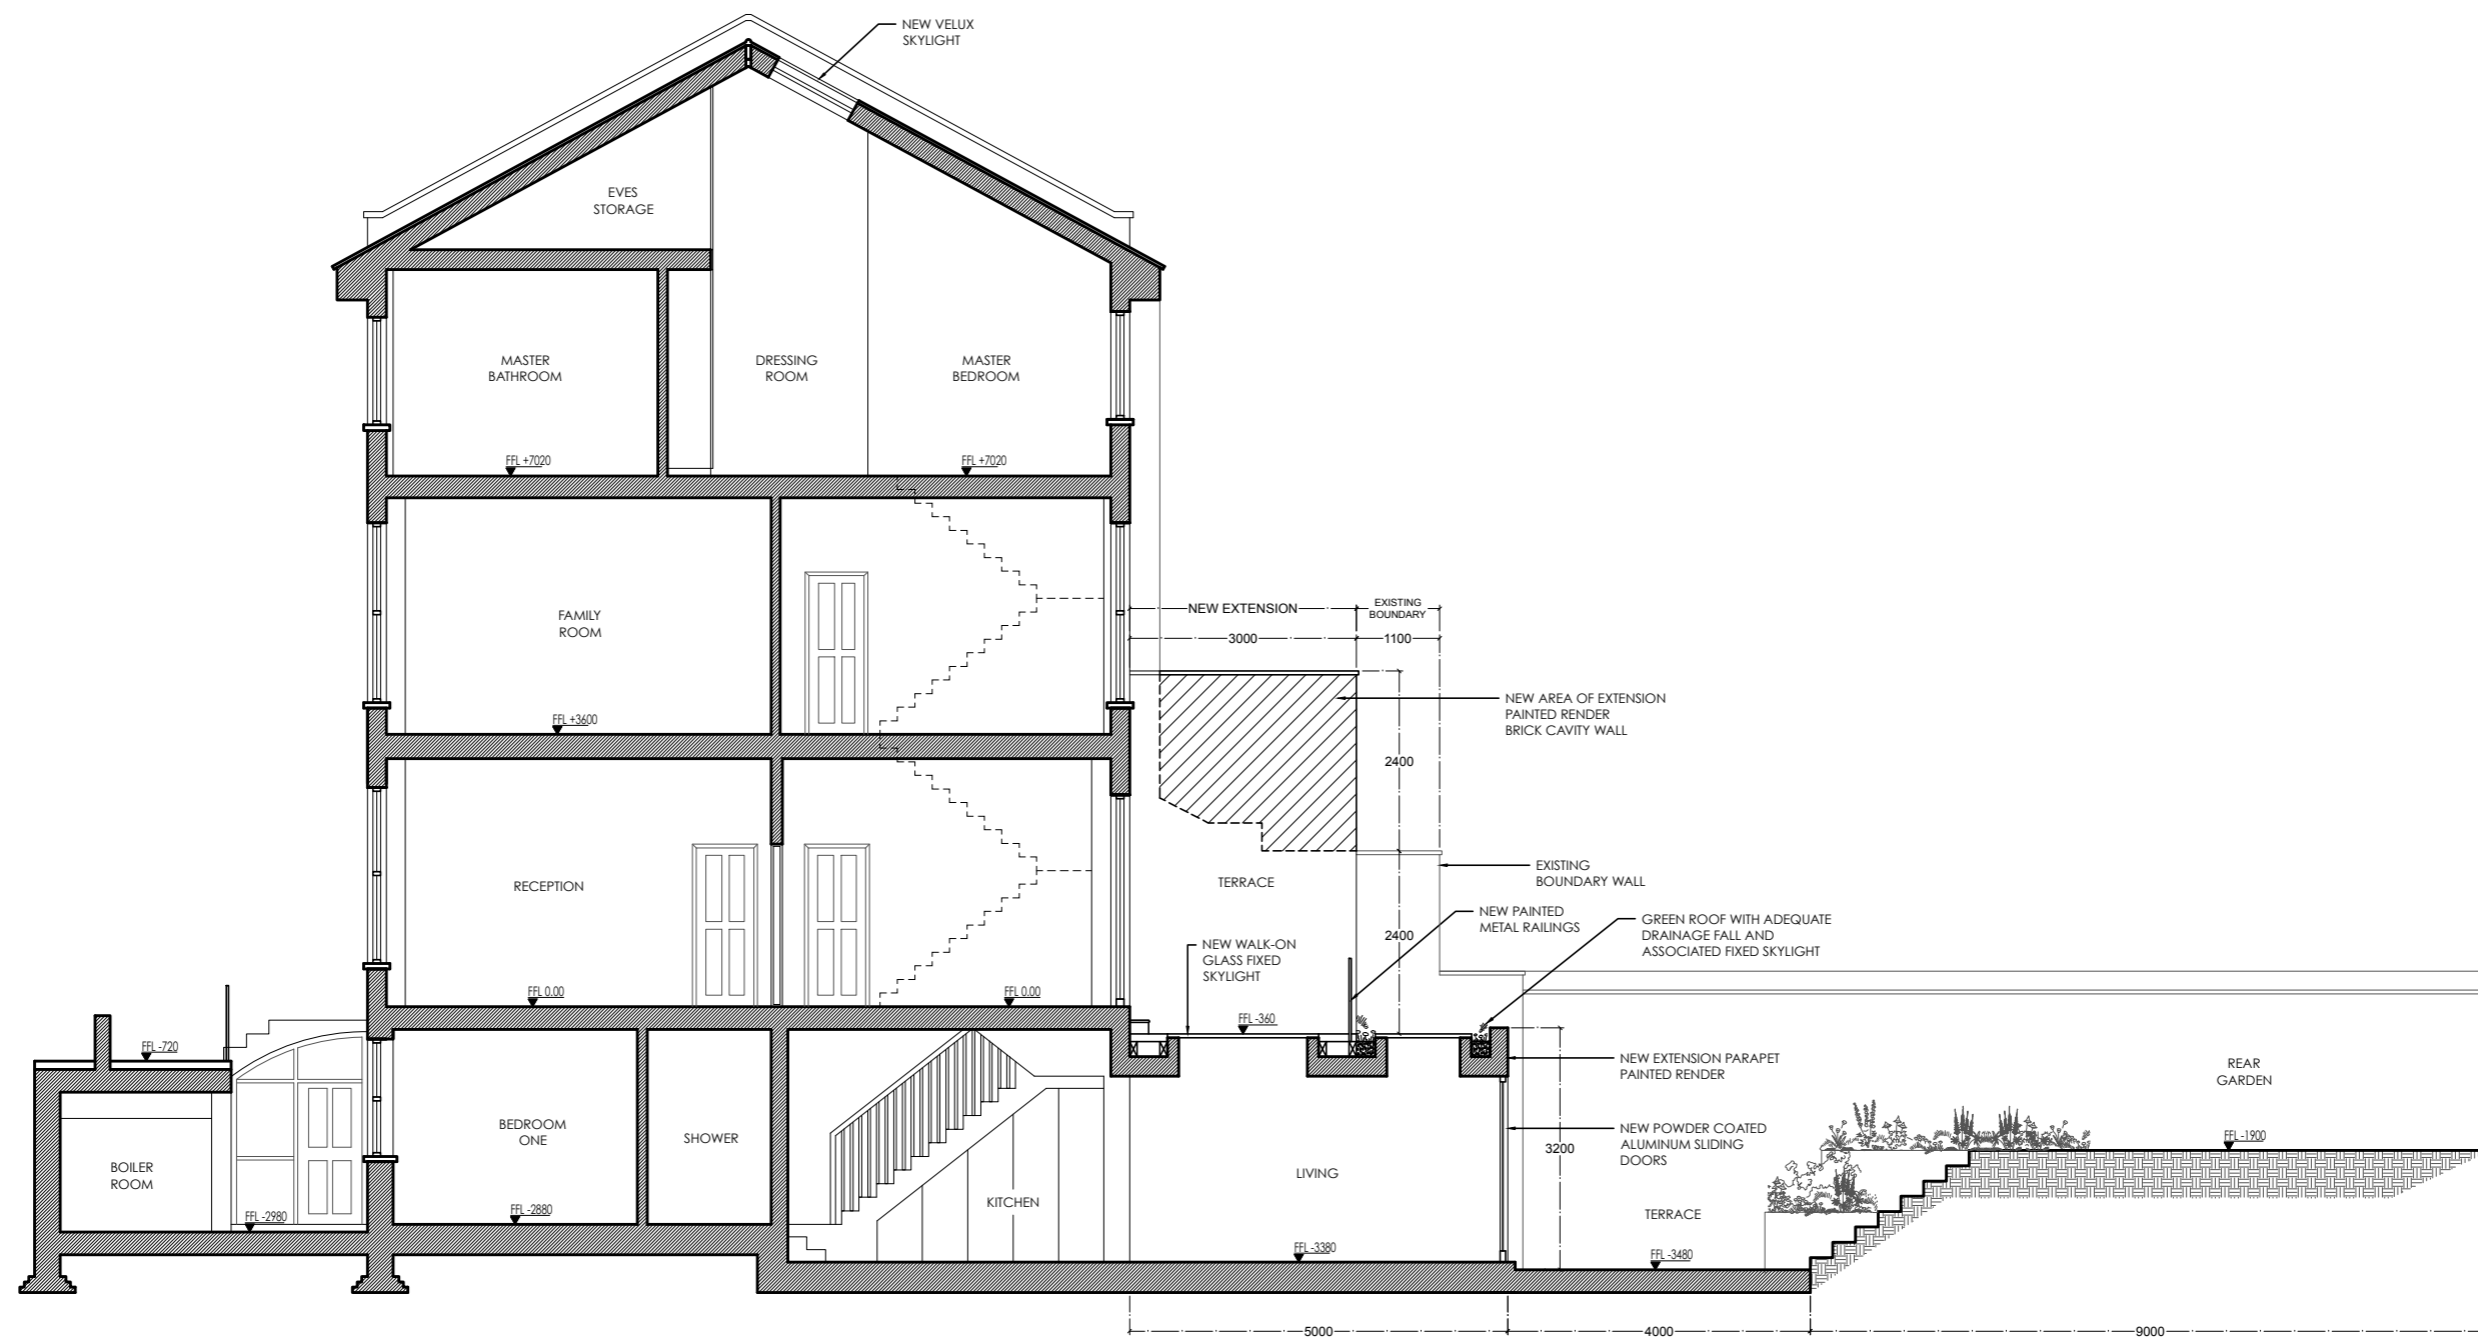 NEW VELUX
SKYLIGHT
EVES
STORAGE
MASTER
BATHROOM
DRESSING
ROOM
MASTER
BEDROOM
FFL +7020
FFL +7020
FAMILY
ROOM
NEW EXTENSION
EXISTING
BOUNDARY
3000
1100
NEW AREA OF EXTENSION
PAINTED RENDER
BRICK CAVITY WALL
FFL +3600
2400
RECEPTION
TERRACE
EXISTING
BOUNDARY WALL
NEW PAINTED
METAL RAILINGS
GREEN ROOF WITH ADEQUATE
DRAINAGE FALL AND
ASSOCIATED FIXED SKYLIGHT
2400
NEW WALK-ON
GLASS FIXED
SKYLIGHT
FFL 0.00
FFL 0.00
FFL -360
FFL -720
NEW EXTENSION PARAPET
PAINTED RENDER
REAR
GARDEN
BEDROOM
ONE
SHOWER
NEW POWDER COATED
ALUMINUM SLIDING
DOORS
FFL -1900
3200
BOILER
ROOM
LIVING
KITCHEN
TERRACE
FFL -2980
FFL -2880
FFL -3380
FFL -3480
5000
4000
9000